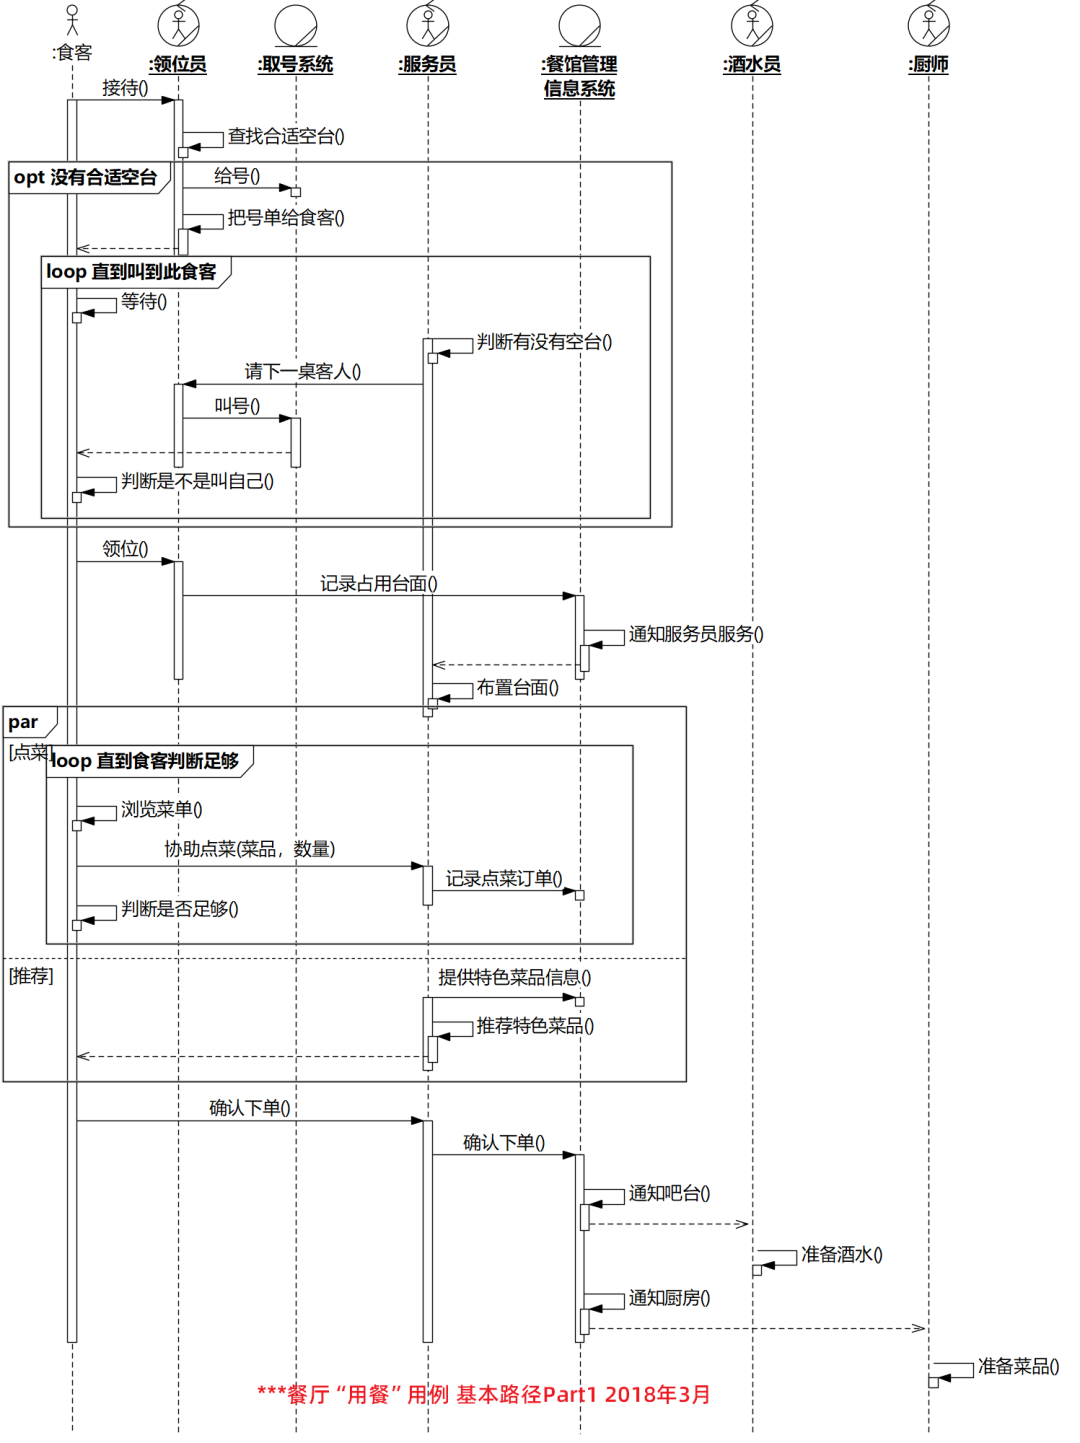 :食客
:领位员
:取号系统
:服务员
:餐馆管理
信息系统
:酒水员
:厨师
接待()
查找合适空台()
opt 没有合适空台
给号()
把号单给食客()
loop 直到叫到此食客
等待()
判断有没有空台()
请下一桌客人()
叫号()
判断是不是叫自己()
领位()
记录占用台面()
通知服务员服务()
布置台面()
par
[点菜]
loop 直到食客判断足够
浏览菜单()
协助点菜(菜品，数量)
记录点菜订单()
判断是否足够()
[推荐]
提供特色菜品信息()
推荐特色菜品()
确认下单()
确认下单()
通知吧台()
准备酒水()
通知厨房()
准备菜品()
***餐厅“用餐”用例 基本路径Part1 2018年3月